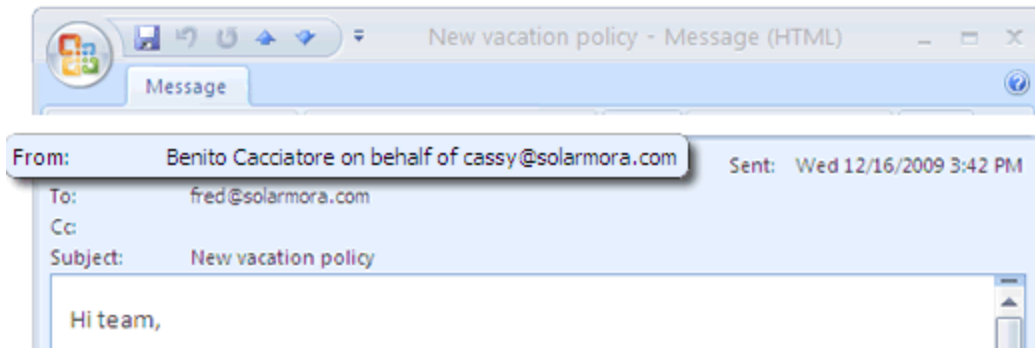 New vacation policy - Message (HTML)
Message
From: Benito Cacciatore on behalf of cassy@solarmora.com
Sent: Wed 12/16/2009 3:42 PM
To: fred@solarmora.com
Cc:
Subject: New vacation policy
Hi team,